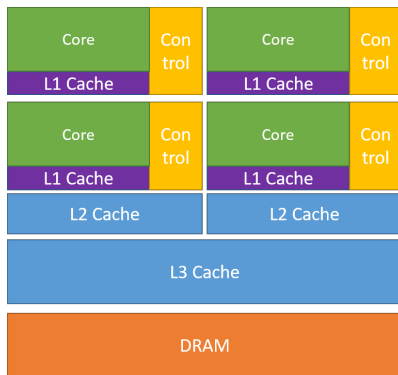 Core
Con
trol
L1 Cache
Core
Con
trol
L1 Cache
Core
Con
trol
L1 Cache
Core
Con
trol
L1 Cache
L2 Cache
L2 Cache
L3 Cache
DRAM